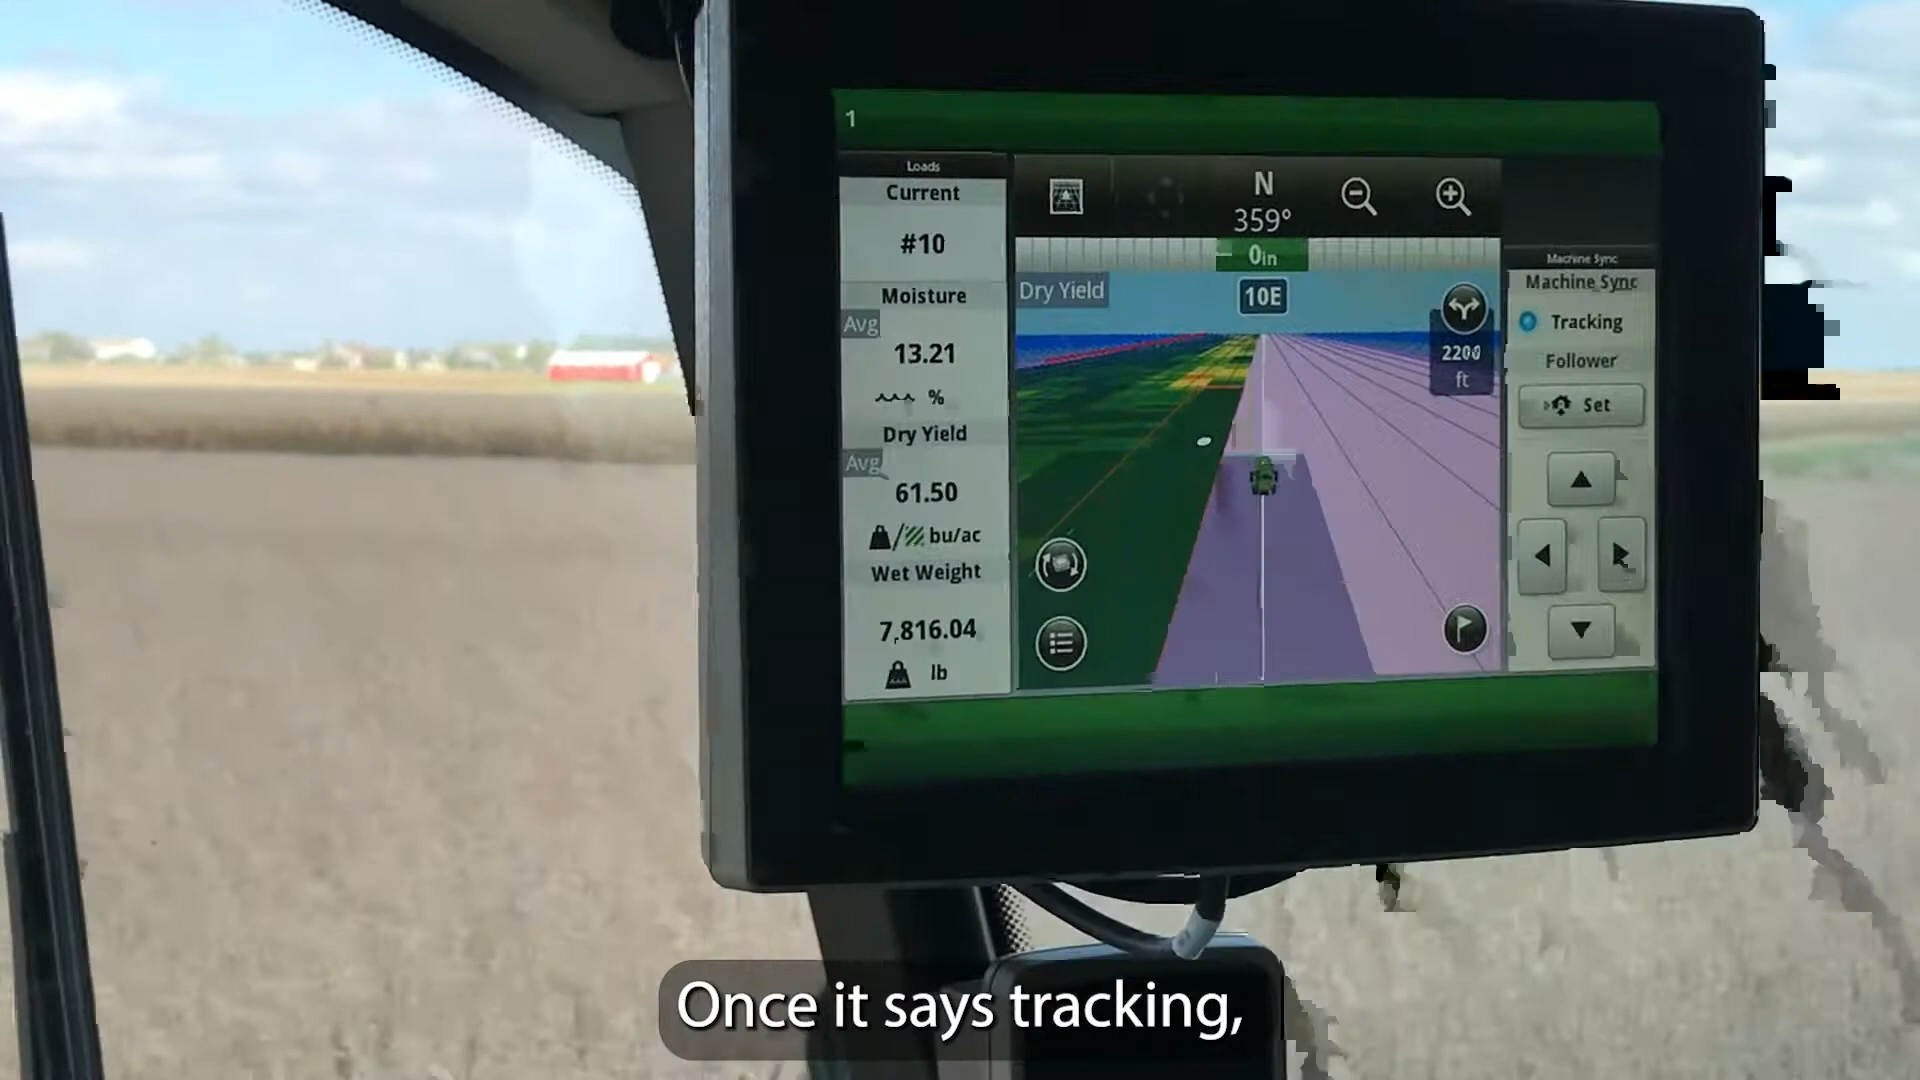 1
Loads
Current
#10
Moisture
Avg
13.21
%
Dry Yield
Avg
61.50
/ bu/ac
Wet Weight
7,816.04
lb
N
359°
0in
Dry Yield
10E
2200
ft
Machine Sync
Machine Sync
Tracking
Follower
Set
Once it says tracking,